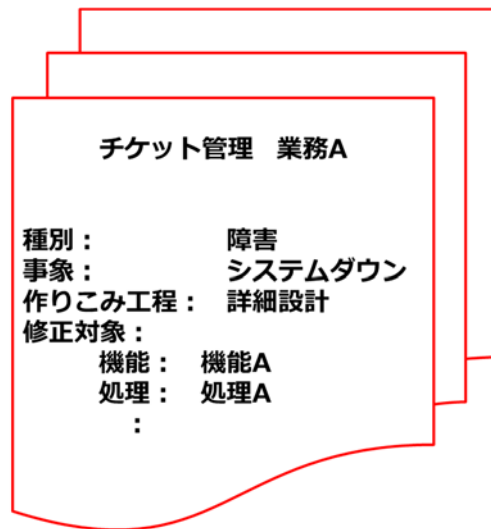 チケット管理　業務A
種別：　障害
事象：　システムダウン
作りこみ工程：　詳細設計
修正対象：
機能：　機能A
処理：　処理A
：